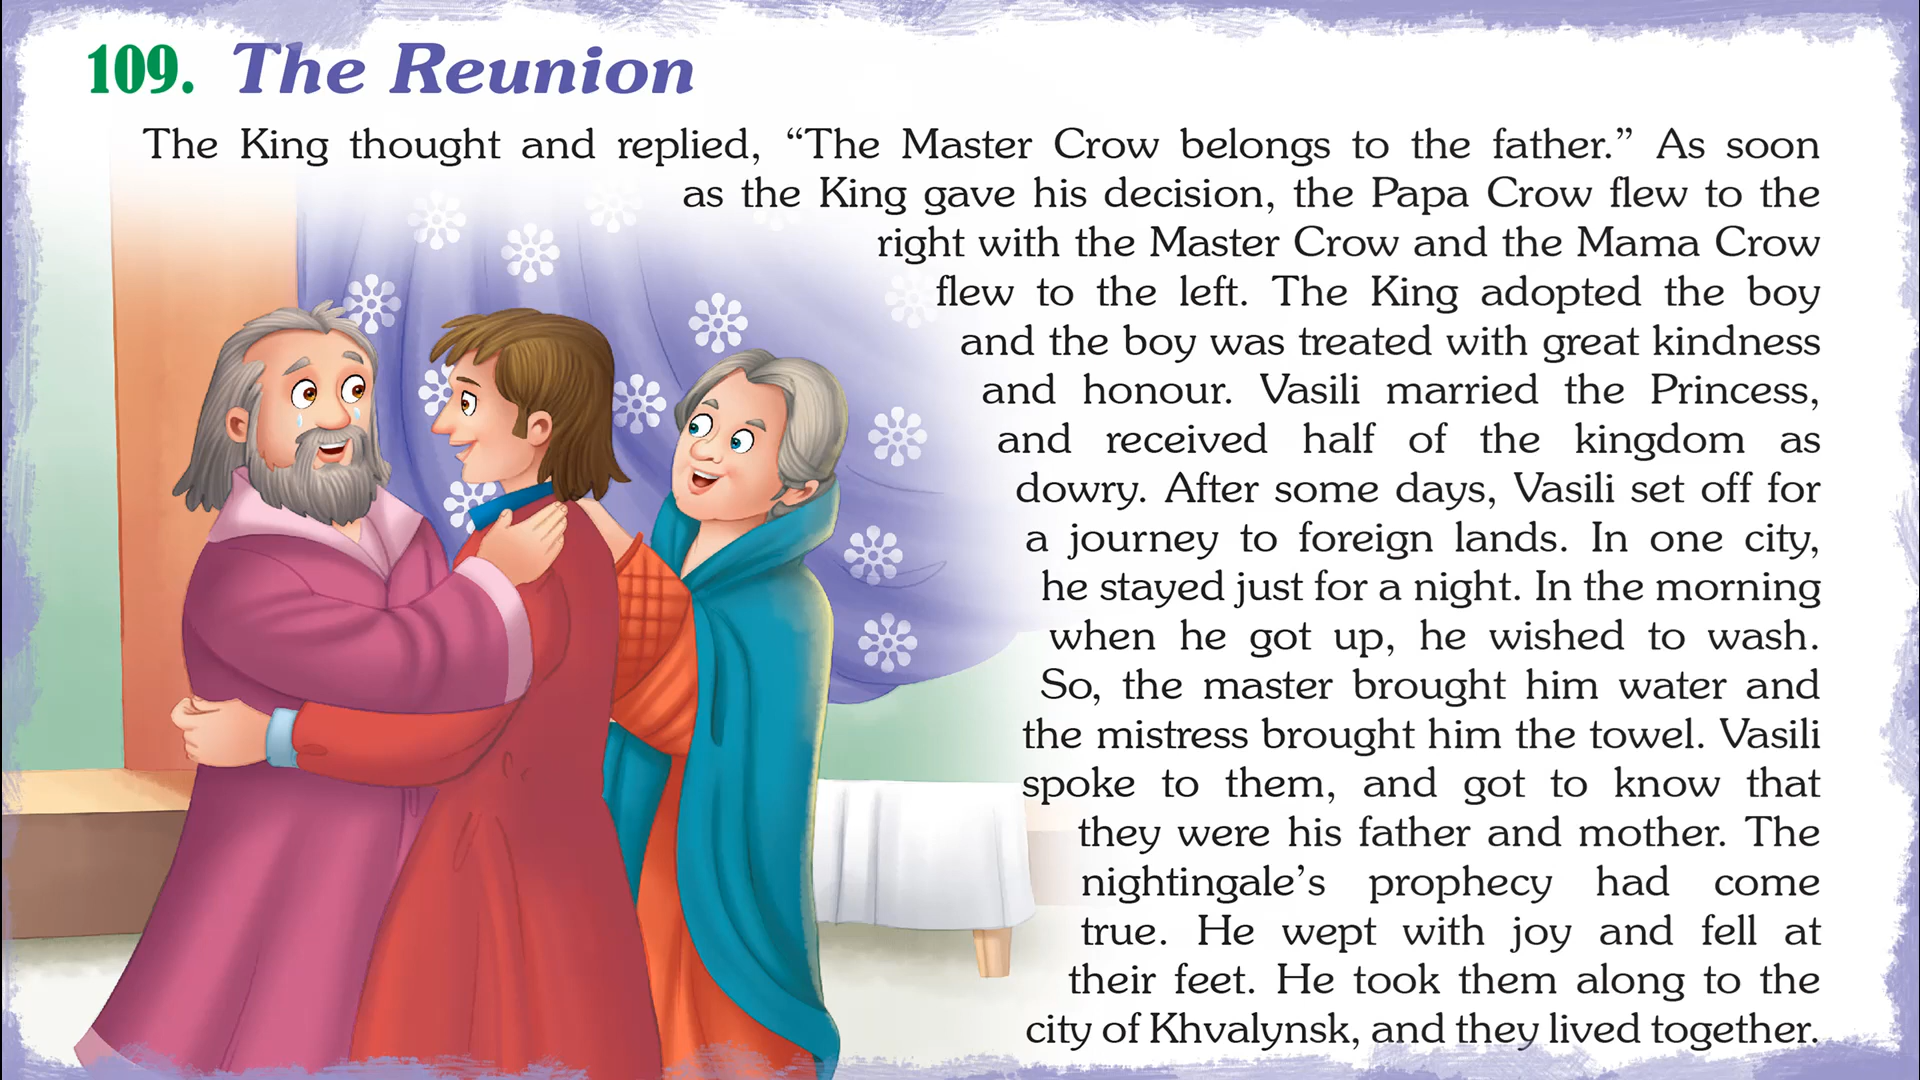 109. The Reunion
The King thought and replied, “The Master Crow belongs to the father.” As soon
as the King gave his decision, the Papa Crow flew to the
right with the Master Crow and the Mama Crow
flew to the left. The King adopted the boy
and the boy was treated with great kindness
and honour. Vasili married the Princess,
and received half of the kingdom as
dowry. After some days, Vasili set off for
a journey to foreign lands. In one city,
he stayed just for a night. In the morning
when he got up, he wished to wash.
So, the master brought him water and
the mistress brought him the towel. Vasili
spoke to them, and got to know that
they were his father and mother. The
nightingale’s prophecy had come
true. He wept with joy and fell at
their feet. He took them along to the
city of Khvalynsk, and they lived together.